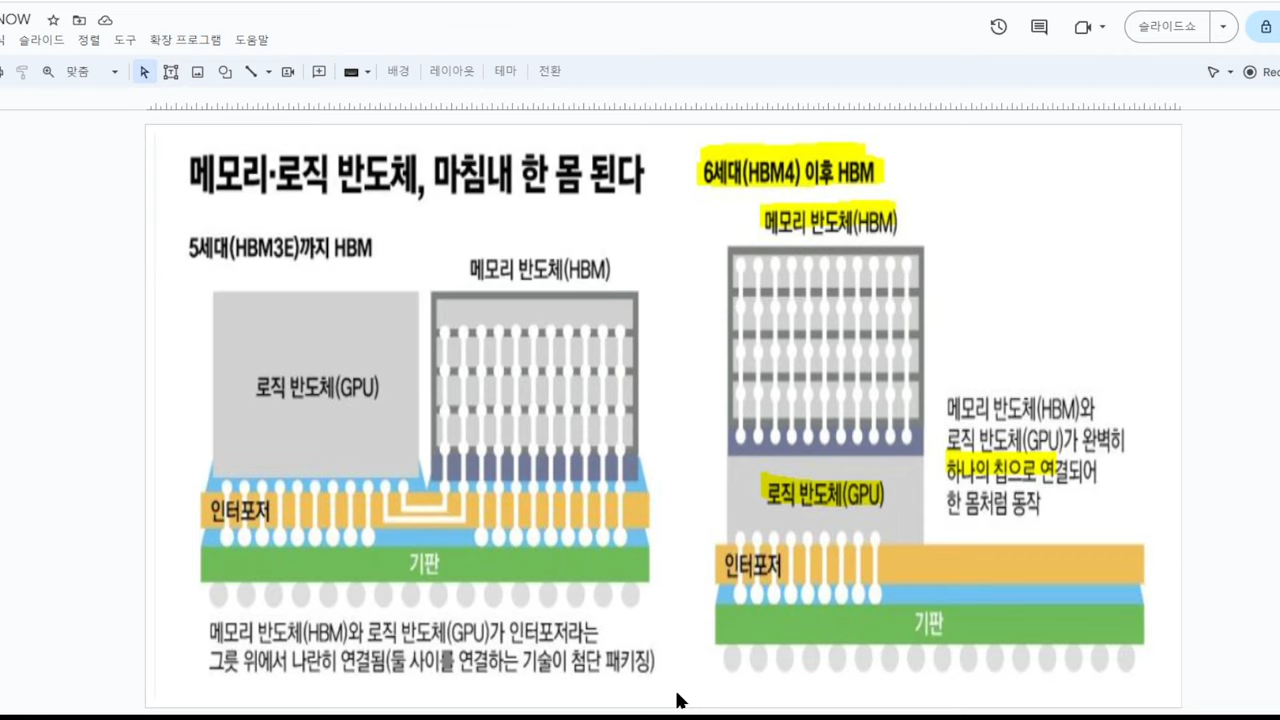 NOW
슬라이드 정렬 도구 확장 프로그램 도움말
슬라이드쇼
맞춤
배경 레이아웃 테마 전환
Rec
메모리·로직 반도체, 마침내 한 몸 된다
5세대(HBM3E)까지 HBM
메모리 반도체(HBM)
로직 반도체(GPU)
인터포저
기판
메모리 반도체(HBM)와 로직 반도체(GPU)가 인터포저라는
그릇 위에서 나란히 연결됨(둘 사이를 연결하는 기술이 첨단 패키징)
6세대(HBM4) 이후 HBM
메모리 반도체(HBM)
로직 반도체(GPU)
인터포저
기판
메모리 반도체(HBM)와
로직 반도체(GPU)가 완벽히
하나의 칩으로 연결되어
한 몸처럼 동작